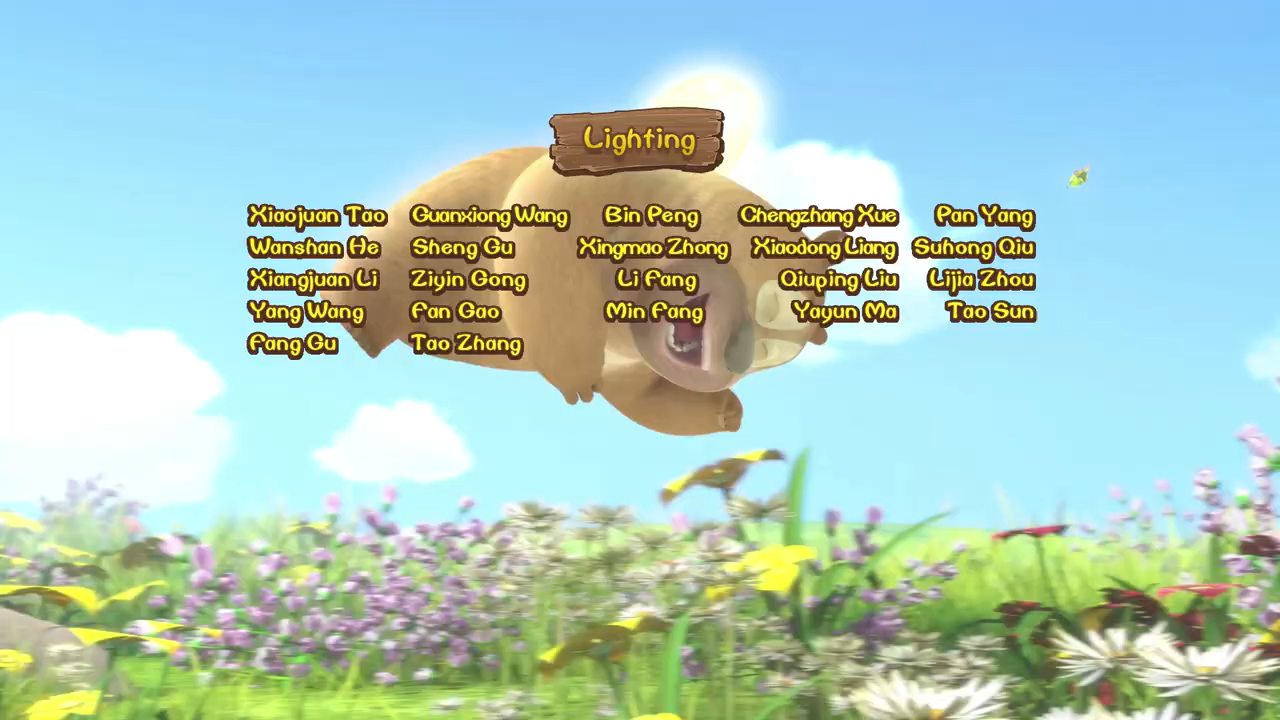 Lighting
Xiaojuan Tao Guanxiong Wang Bin Peng Chengzhang Xue Pan Yang
Wanshan He Sheng Gu Xingmao Zhong Xiaodong Liang Suhong Qiu
Xiangjuan Li Ziyin Gong Li Fang Qiuping Liu Lijia Zhou
Yang Wang Fan Gao Min Fang Yayun Ma Tao Sun
Fang Gu Tao Zhang